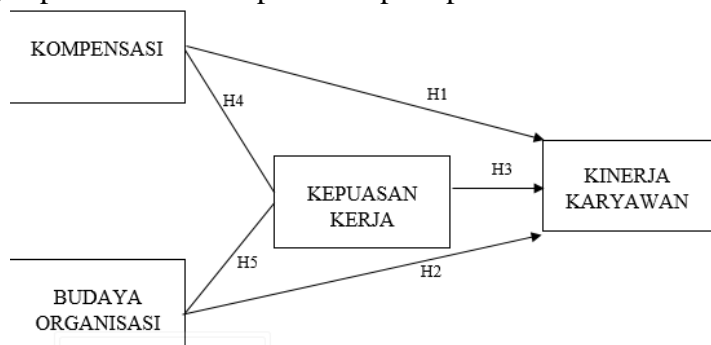 KOMPENSASI
H1
H4
H3
KEPUASAN
KERJA
KINERJA
KARYAWAN
H5
H2
BUDAYA
ORGANISASI